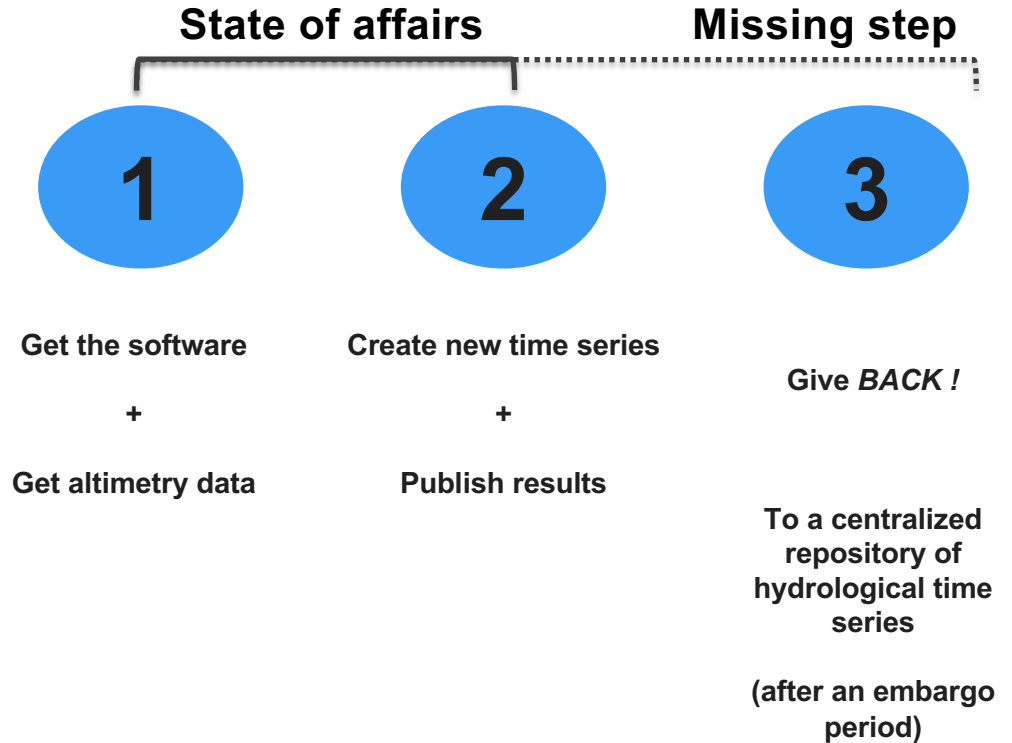 State of affairs
Missing step
1
2
3
Get the software
+
Get altimetry data
Create new time series
+
Publish results
Give BACK !
To a centralized
repository of
hydrological time
series
(after an embargo
period)